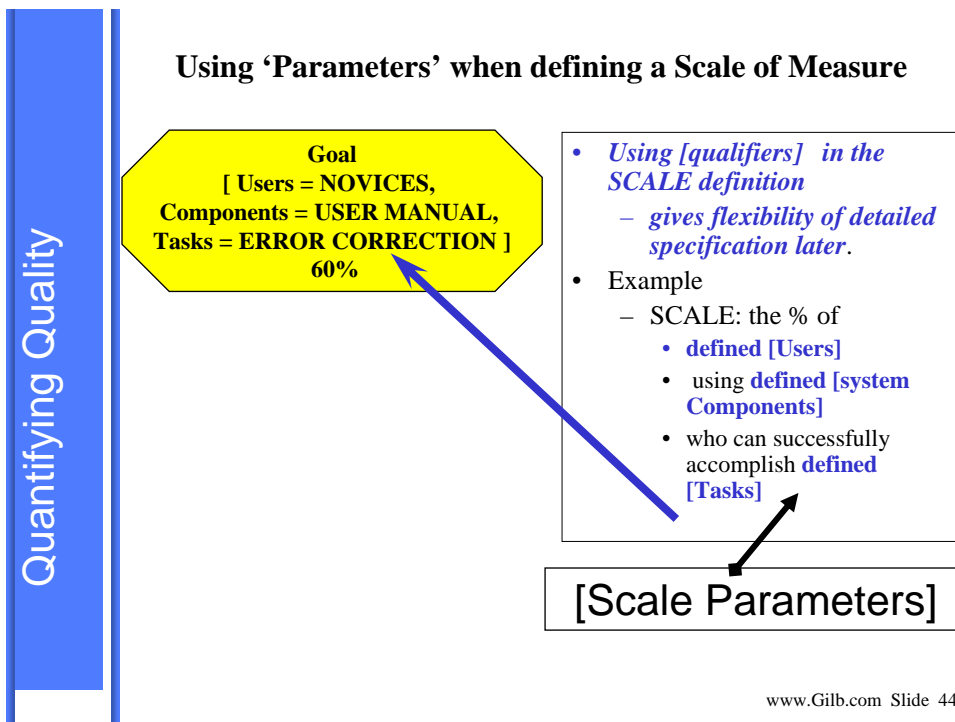 Using ‘Parameters’ when defining a Scale of Measure
Quantifying Quality
Goal
[ Users = NOVICES,
Components = USER MANUAL,
Tasks = ERROR CORRECTION ]
60%
• Using [qualifiers] in the
SCALE definition
– gives flexibility of detailed
specification later.
• Example
– SCALE: the % of
• defined [Users]
• using defined [system
Components]
• who can successfully
accomplish defined
[Tasks]
[Scale Parameters]
www.Gilb.com Slide 44